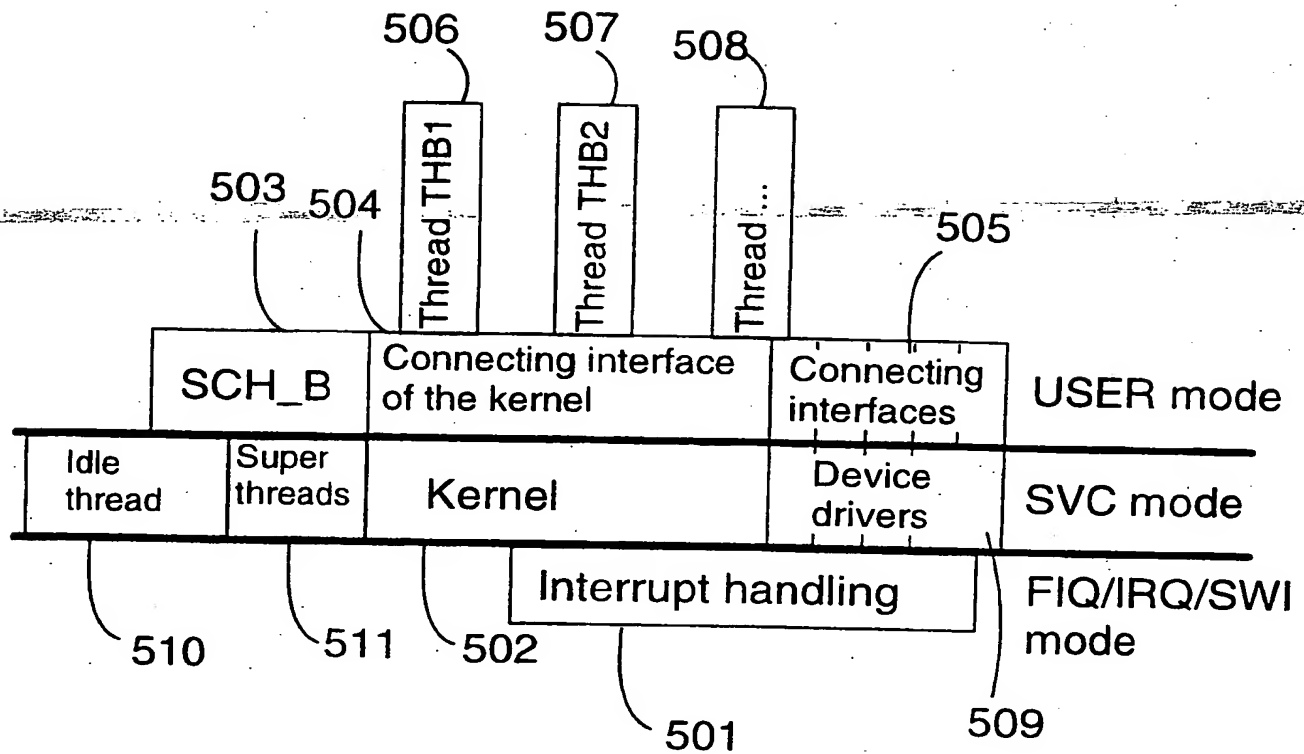 506
507
508
Thread THB1
Thread THB2
Thread ...
503
504
505
SCH_B
Connecting interface
of the kernel
Connecting
interfaces
USER mode
Idle
thread
Super
threads
Kernel
Device
drivers
SVC mode
Interrupt handling
FIQ/IRQ/SWI
mode
510
511
502
501
509